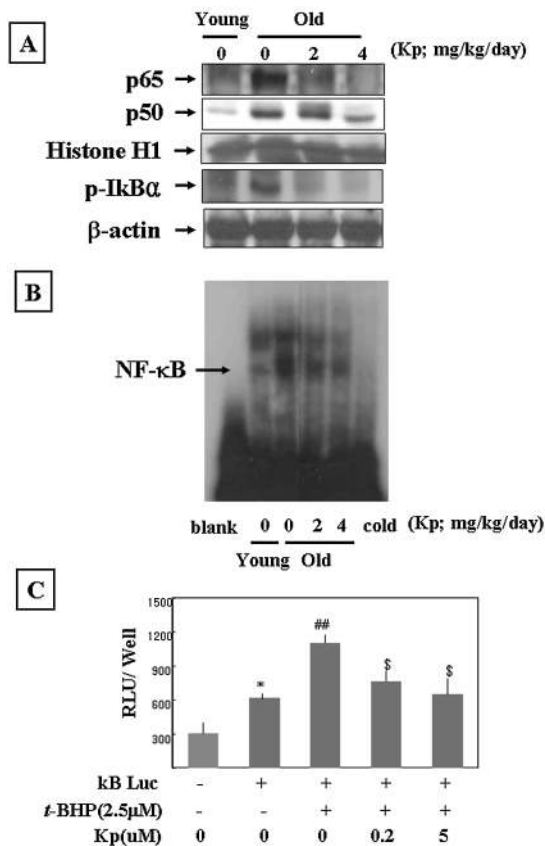 A
Young Old
0 0 2 4 (Kp; mg/kg/day)
p65
p50
Histone H1
p-IkBα
β-actin
B
NF-κB
blank 0 0 2 4 cold (Kp; mg/kg/day)
Young Old
C
1500
1200
900
600
300
RLU/ Well
* ## $ $
kB Luc - + + + +
t-BHP(2.5μM) - - + + +
Kp(uM) 0 0 0 0.2 5